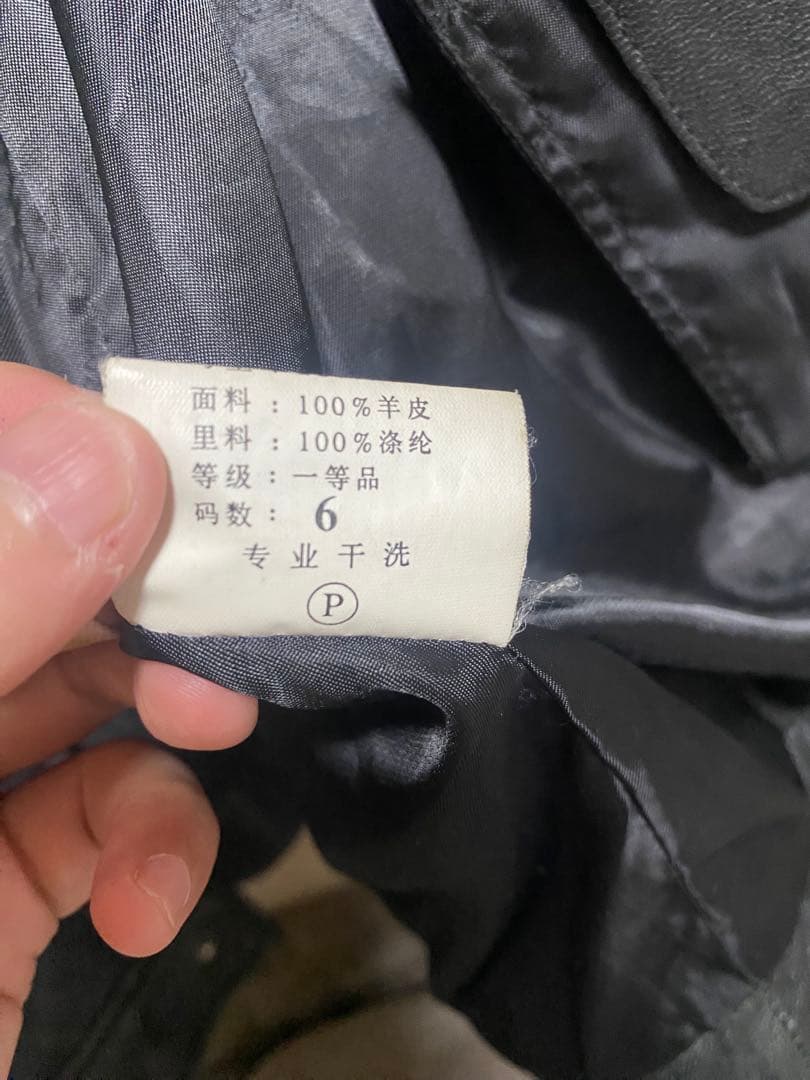 面料：100%羊皮
里料：100%涤纶
等级：一等品
码数：6
专业干洗
P